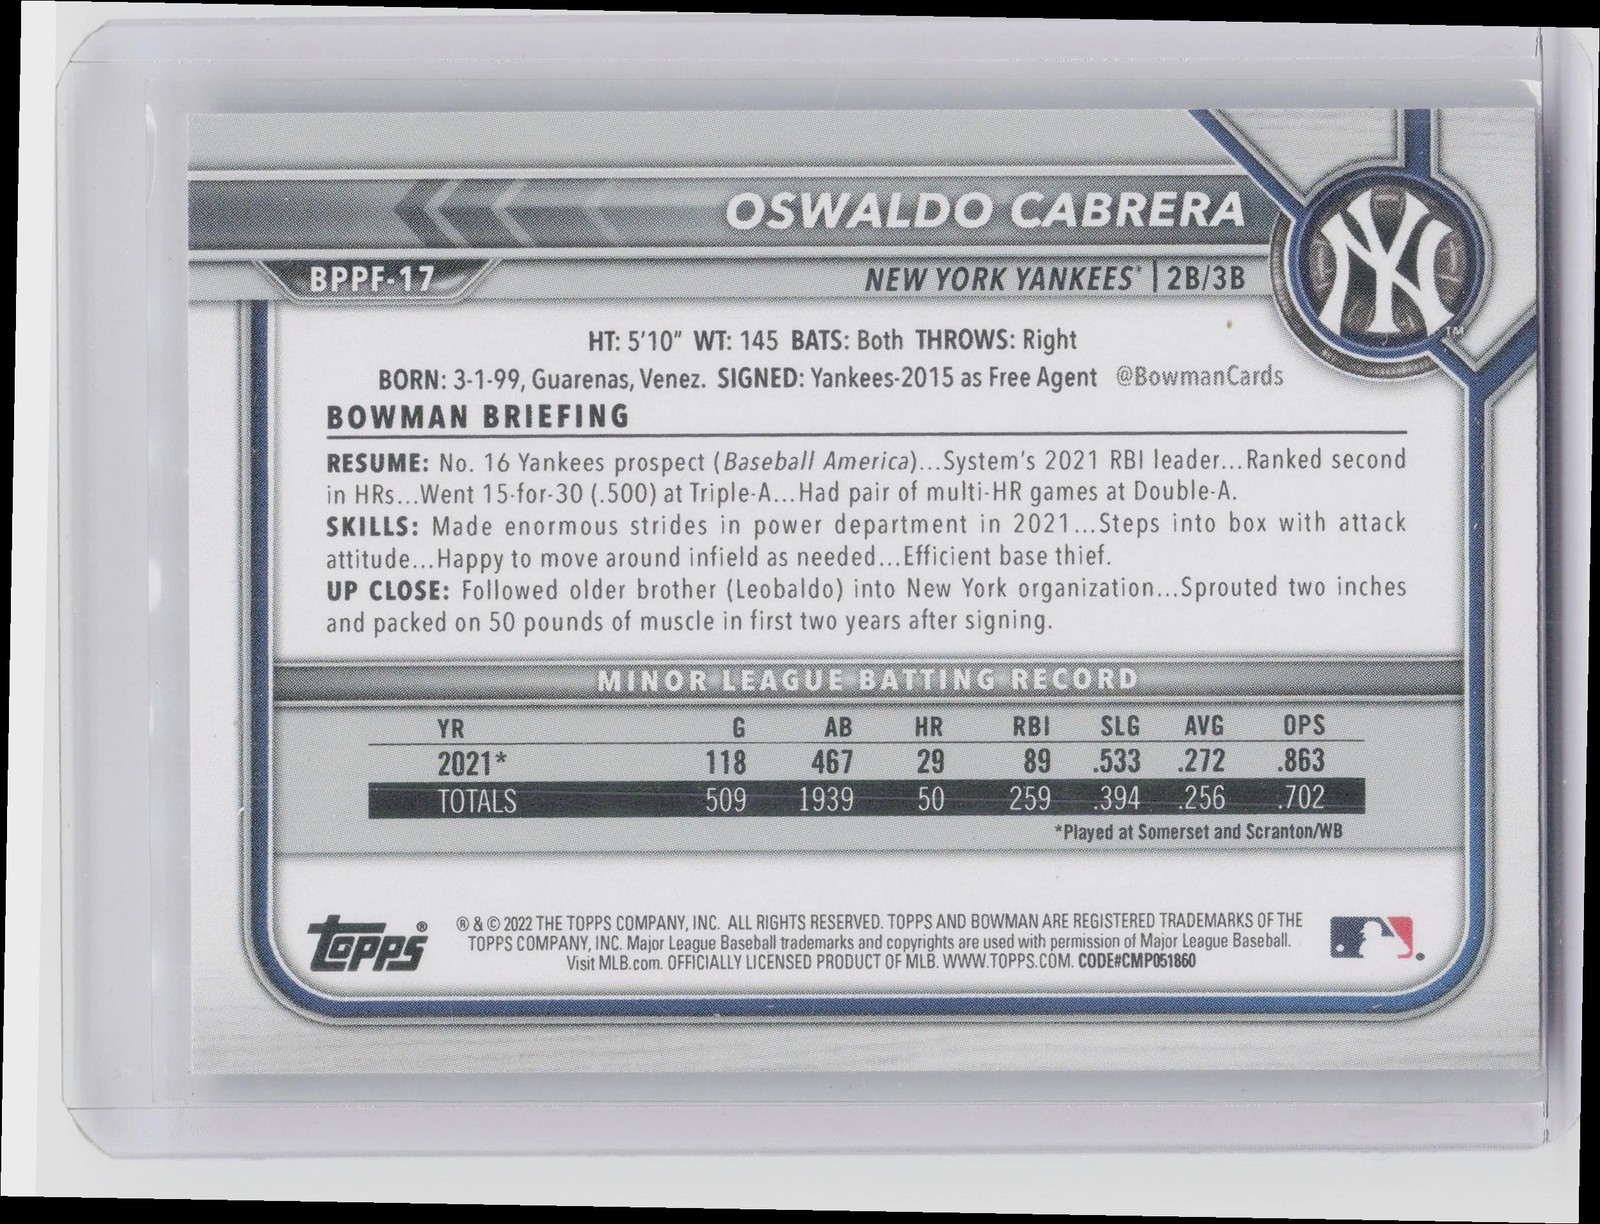 OSWALDO CABRERA
BPPF-17
NEW YORK YANKEES® | 2B/3B
NY
TM
HT: 5'10" WT: 145 BATS: Both THROWS: Right
BORN: 3-1-99, Guarenas, Venez. SIGNED: Yankees-2015 as Free Agent @BowmanCards
BOWMAN BRIEFING
RESUME: No. 16 Yankees prospect (Baseball America)...System's 2021 RBI leader...Ranked second
in HRs...Went 15-for-30 (.500) at Triple-A...Had pair of multi-HR games at Double-A.
SKILLS: Made enormous strides in power department in 2021...Steps into box with attack
attitude...Happy to move around infield as needed...Efficient base thief.
UP CLOSE: Followed older brother (Leobaldo) into New York organization...Sprouted two inches
and packed on 50 pounds of muscle in first two years after signing.
MINOR LEAGUE BATTING RECORD
YR G AB HR RBI SLG AVG OPS
2021* 118 467 29 89 .533 .272 .863
TOTALS 509 1939 50 259 .394 .256 .702
*Played at Somerset and Scranton/WB
Topps®
® & © 2022 THE TOPPS COMPANY, INC. ALL RIGHTS RESERVED. TOPPS AND BOWMAN ARE REGISTERED TRADEMARKS OF THE
TOPPS COMPANY, INC. Major League Baseball trademarks and copyrights are used with permission of Major League Baseball.
Visit MLB.com. OFFICIALLY LICENSED PRODUCT OF MLB. WWW.TOPPS.COM. CODE#CMP051860